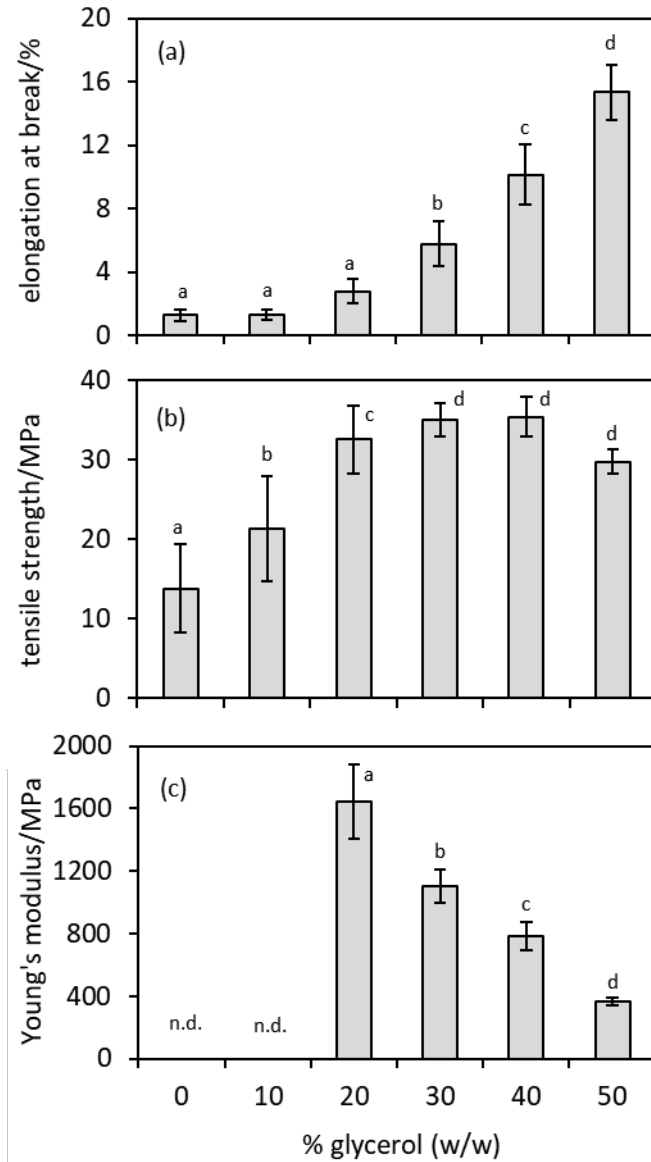 elongation at break/%
20
16
12
8
4
0
(a)
a
a
a
b
c
d
tensile strength/MPa
40
30
20
10
0
(b)
a
b
c
d
d
d
Young's modulus/MPa
2000
1600
1200
800
400
0
(c)
n.d.
n.d.
a
b
c
d
0 10 20 30 40 50
% glycerol (w/w)